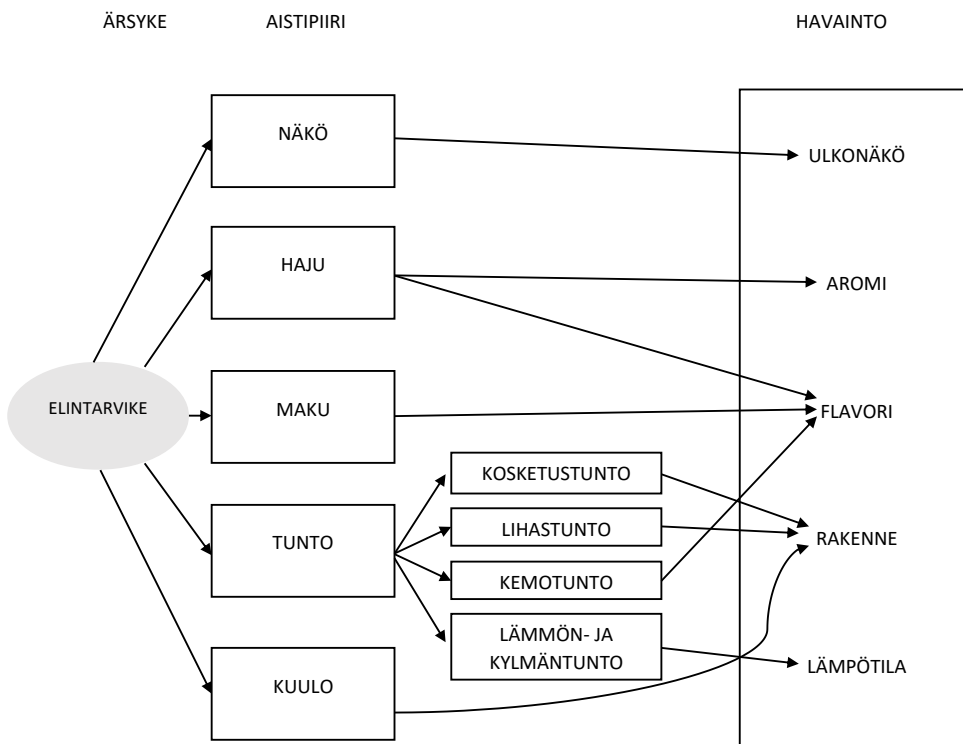 ÄRSYKE
AISTIPIIRI
HAVAINTO
NÄKÖ
ULKONÄKÖ
HAJU
AROMI
ELINTARVIKE
MAKU
FLAVORI
KOSKETUSTUNTO
LIHASTUNTO
TUNTO
RAKENNE
KEMOTUNTO
LÄMMÖN- JA
KYLMÄNTUNTO
LÄMPÖTILA
KUULO